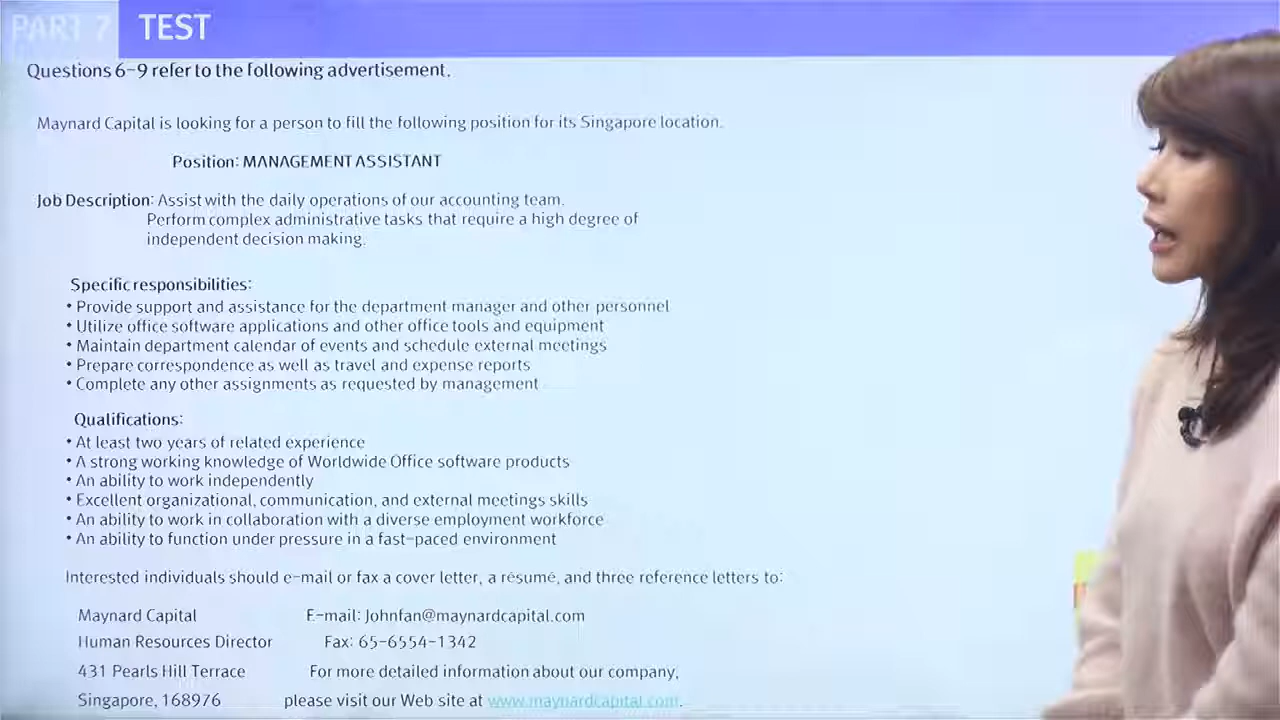 PART 7 TEST
Questions 6-9 refer to the following advertisement.
Maynard Capital is looking for a person to fill the following position for its Singapore location.
Position: MANAGEMENT ASSISTANT
Job Description: Assist with the daily operations of our accounting team.
Perform complex administrative tasks that require a high degree of
independent decision making.
Specific responsibilities:
• Provide support and assistance for the department manager and other personnel
• Utilize office software applications and other office tools and equipment
• Maintain department calendar of events and schedule external meetings
• Prepare correspondence as well as travel and expense reports
• Complete any other assignments as requested by management
Qualifications:
• At least two years of related experience
• A strong working knowledge of Worldwide Office software products
• An ability to work independently
• Excellent organizational, communication, and external meetings skills
• An ability to work in collaboration with a diverse employment workforce
• An ability to function under pressure in a fast-paced environment
Interested individuals should e-mail or fax a cover letter, a résumé, and three reference letters to:
Maynard Capital E-mail: Johnfan@maynardcapital.com
Human Resources Director Fax: 65-6554-1342
431 Pearls Hill Terrace For more detailed information about our company,
Singapore, 168976 please visit our Web site at www.maynardcapital.com.